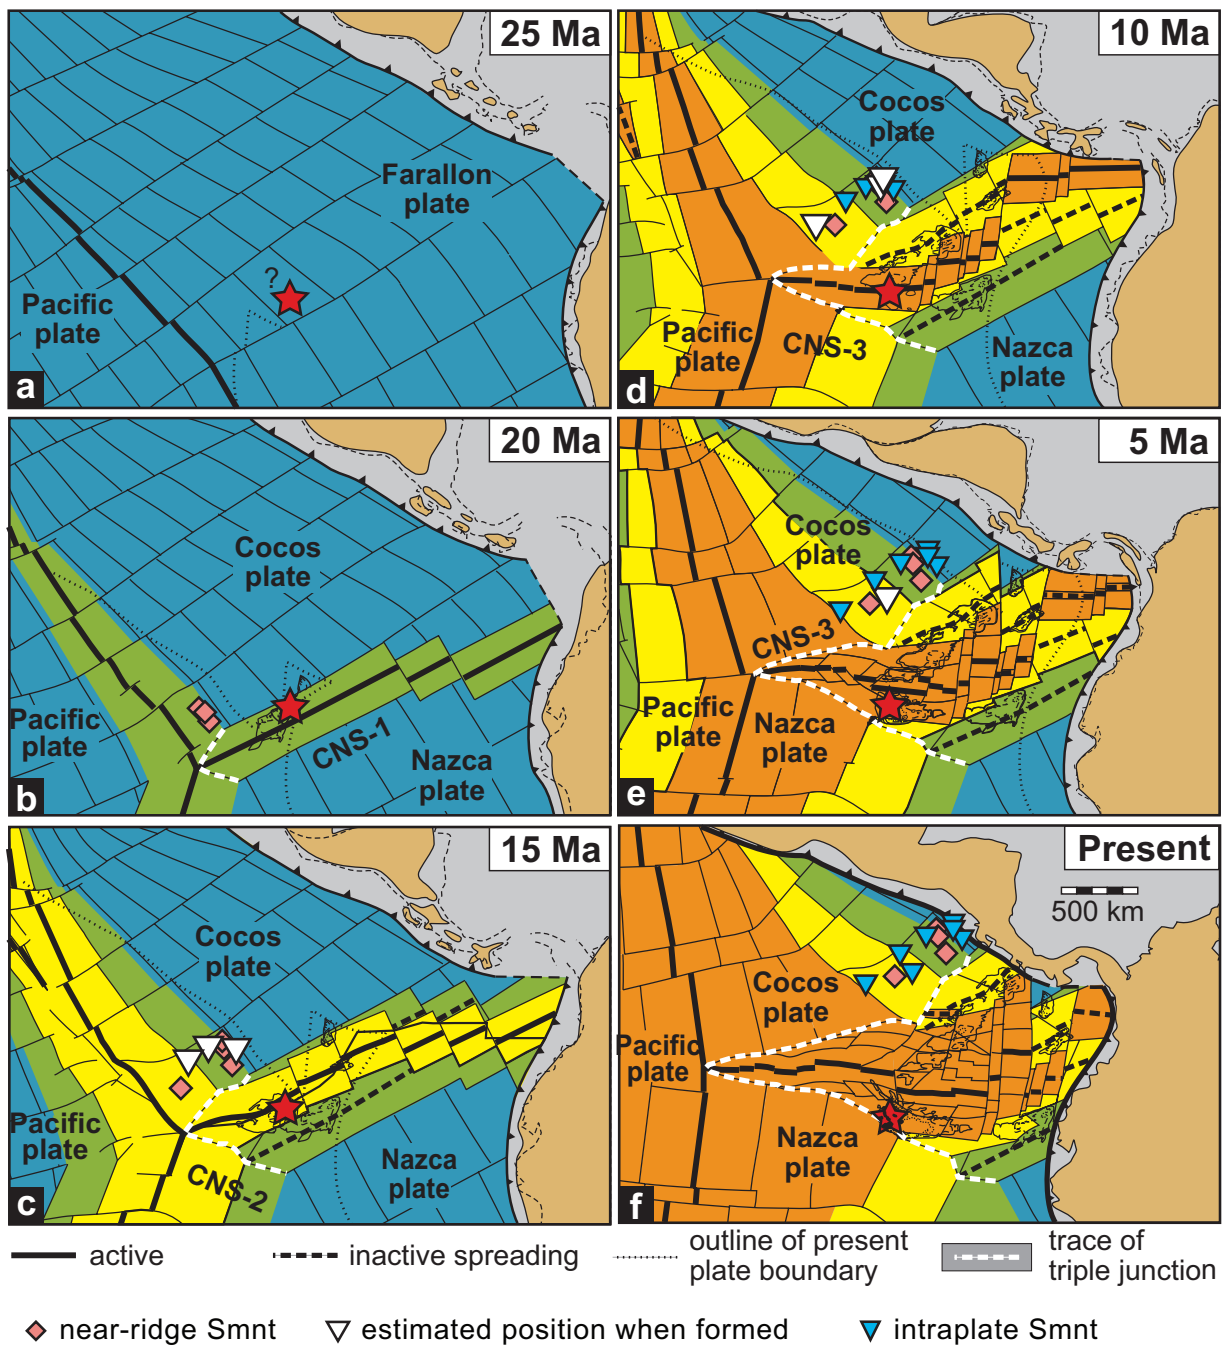 25 Ma
Farallon
plate
?
Pacific
plate
a
20 Ma
Cocos
plate
Pacific
plate
CNS-1
Nazca
plate
b
15 Ma
Cocos
plate
Pacific
plate
CNS-2
Nazca
plate
c
10 Ma
Cocos
plate
Pacific
plate
CNS-3
Nazca
plate
d
5 Ma
Cocos
plate
CNS-3
Pacific
plate
Nazca
plate
e
Present
500 km
Cocos
plate
Pacific
plate
Nazca
plate
f
active
inactive spreading
outline of present
plate boundary
trace of
triple junction
near-ridge Smnt
estimated position when formed
intraplate Smnt